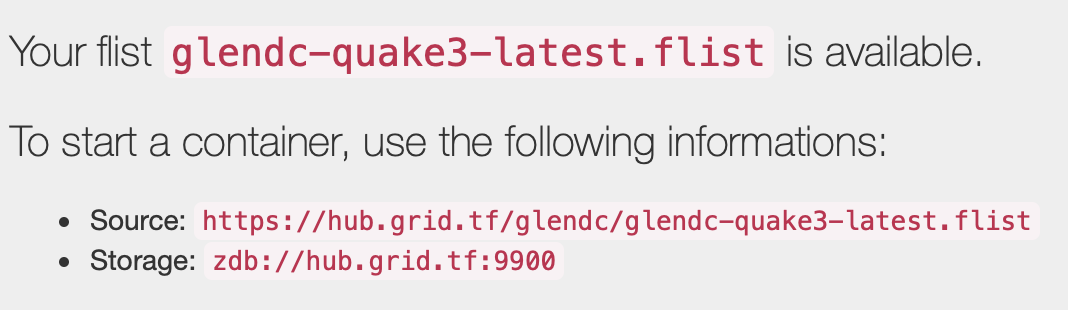 Your flist glendc-quake3-latest.flist is available.
To start a container, use the following informations:
• Source: https://hub.grid.tf/glendc/glendc-quake3-latest.flist
• Storage: zdb://hub.grid.tf:9900